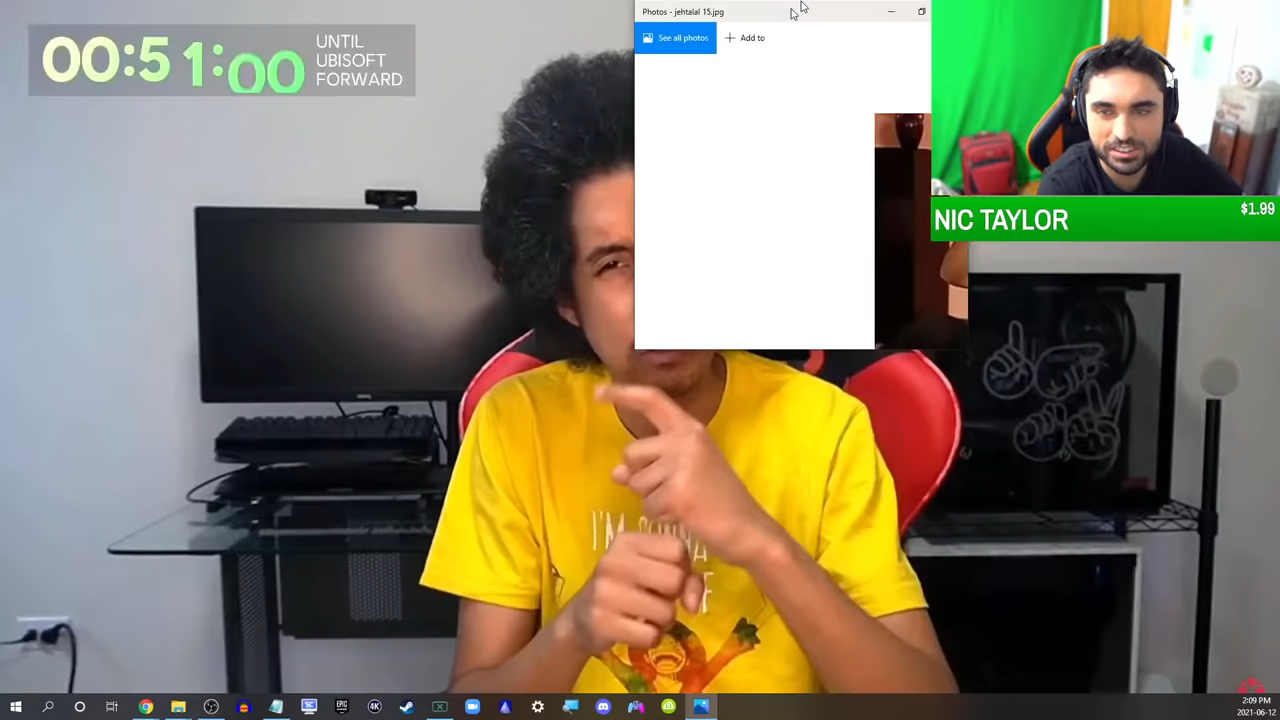 00:51:00
UNTIL
UBISOFT
FORWARD
Photos - jehtalal 15.jpg
See all photos
Add to
NIC TAYLOR
$1.99
I'M GONNA
2:09 PM
2021-06-12